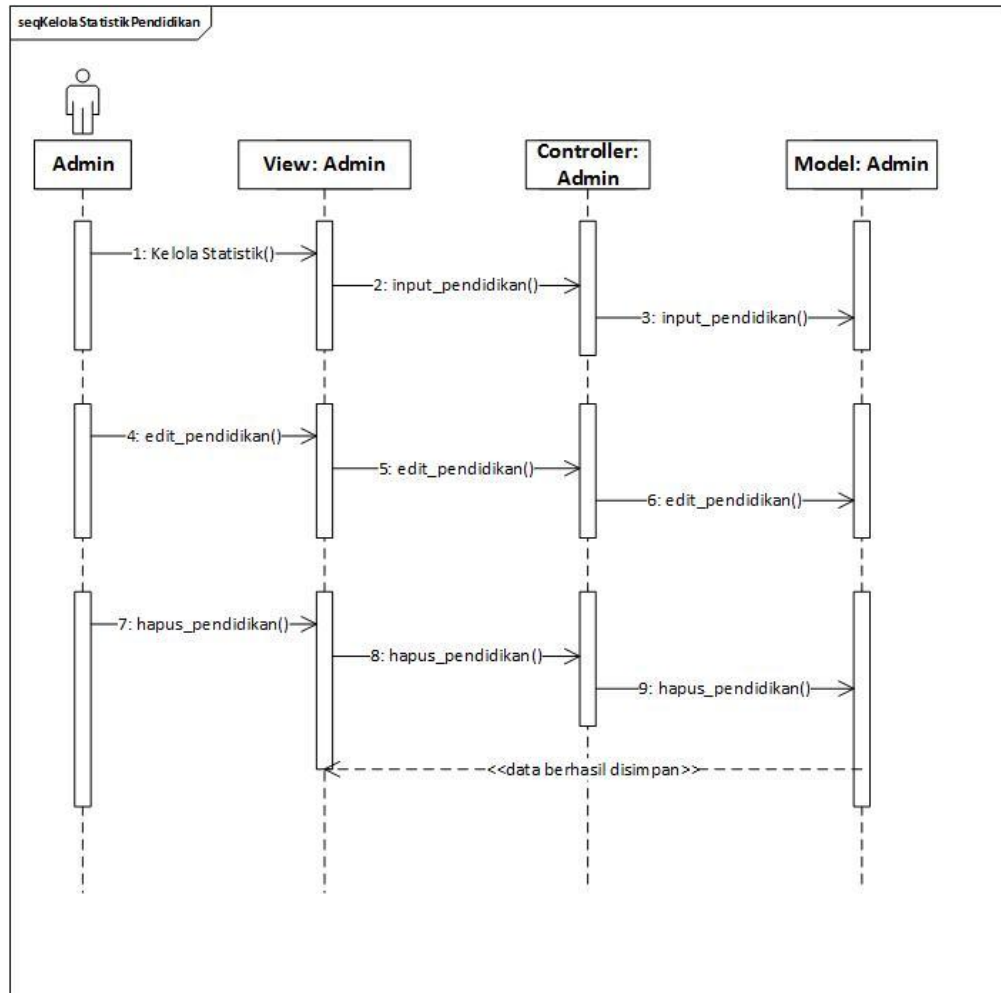 seqKelolaStatistikPendidikan
Admin
View: Admin
Controller:
Admin
Model: Admin
1: Kelola Statistik()
2: input_pendidikan()
3: input_pendidikan()
4: edit_pendidikan()
5: edit_pendidikan()
6: edit_pendidikan()
7: hapus_pendidikan()
8: hapus_pendidikan()
9: hapus_pendidikan()
<<data berhasil disimpan>>